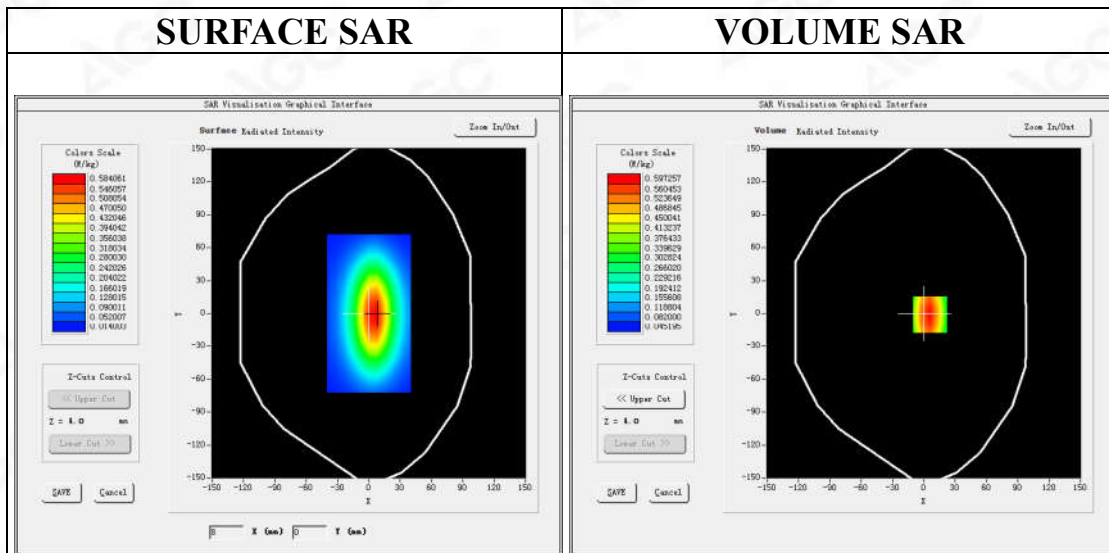 SURFACE SAR
VOLUME SAR
SAR Visualisation Graphical Interface
Surface Radiated Intensity
Zoom In/Out
Colors Scale
(W/kg)
0.584061
0.546057
0.508054
0.470050
0.432046
0.394042
0.356038
0.318034
0.280030
0.242026
0.204022
0.166019
0.128015
0.090011
0.052007
0.014003
150
120
90
60
30
0
-30
-60
-90
-120
-150
Y
-150 -120 -90 -60 -30 0 30 60 90 120 150
X
Z-Cuts Control
<< Upper Cut
Z = 4.0 mm
Lower Cut >>
SAVE Cancel
8 X (mm) 0 Y (mm)
SAR Visualisation Graphical Interface
Volume Radiated Intensity
Zoom In/Out
Colors Scale
(W/kg)
0.597257
0.560453
0.523649
0.486845
0.450041
0.413237
0.376433
0.339629
0.302824
0.266020
0.229216
0.192412
0.155608
0.118804
0.082000
0.045195
150
120
90
60
30
0
-30
-60
-90
-120
-150
Y
-150 -120 -90 -60 -30 0 30 60 90 120 150
X
Z-Cuts Control
<< Upper Cut
Z = 4.0 mm
Lower Cut >>
SAVE Cancel